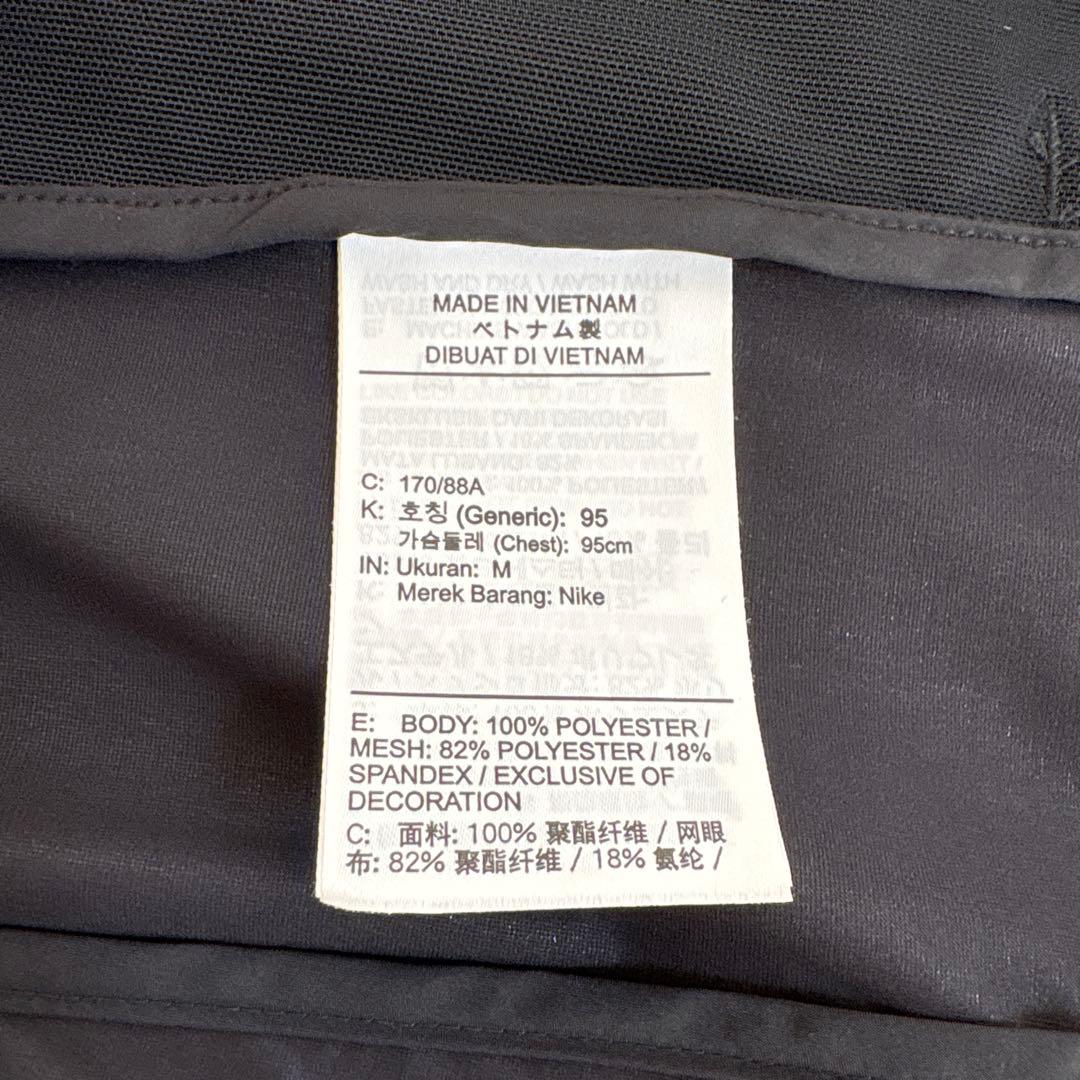 MADE IN VIETNAM
ベトナム製
DIBUAT DI VIETNAM
C: 170/88A
K: 호칭 (Generic): 95
가슴둘레 (Chest): 95cm
IN: Ukuran: M
Merek Barang: Nike
E: BODY: 100% POLYESTER /
MESH: 82% POLYESTER / 18%
SPANDEX / EXCLUSIVE OF
DECORATION
C: 面料: 100% 聚酯纤维 / 网眼
布: 82% 聚酯纤维 / 18% 氨纶 /